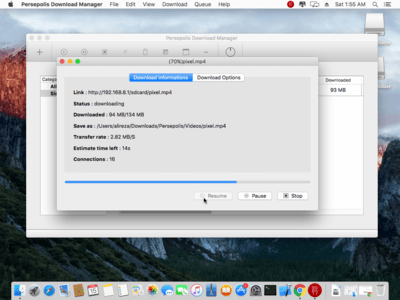 Persepolis Download Manager File Edit View Download Queue Help Sat 1:55 AM
Persepolis Download Manager
Categ
All
Downloaded
93 MB
(70%)pixel.mp4
Download informations Download Options
Link : http://192.168.8.1/sdcard/pixel.mp4
Status : downloading
Downloaded : 94 MB/134 MB
Save as : /Users/alireza/Downloads/Persepolis/Videos/pixel.mp4
Transfer rate : 2.82 MB/S
Estimate time left : 14s
Connections : 16
Resume Pause Stop